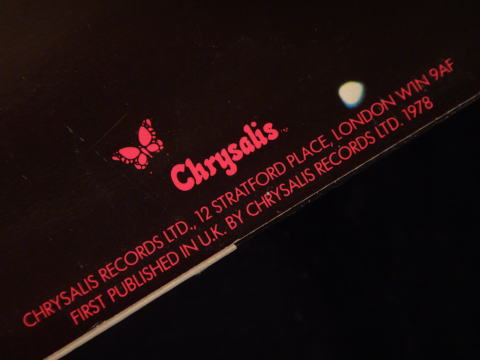 Chrysalis
CHRYSALIS RECORDS LTD., 12 STRATFORD PLACE, LONDON W1N 9AF
FIRST PUBLISHED IN U.K. BY CHRYSALIS RECORDS LTD. 1978